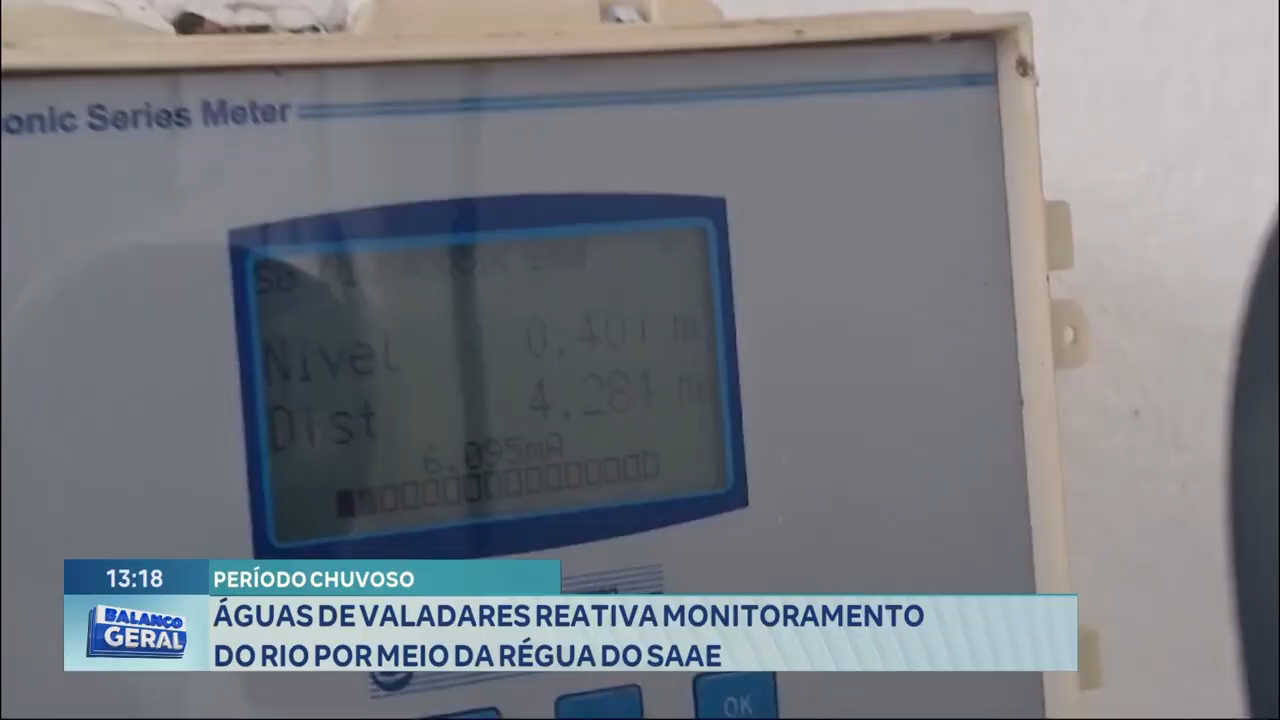 onic Series Meter
Nivel 0,401 m
Dist 4,284 m
6.095mA
13:18 PERÍODO CHUVOSO
BALANÇO GERAL
ÁGUAS DE VALADARES REATIVA MONITORAMENTO
DO RIO POR MEIO DA RÉGUA DO SAAE
OK